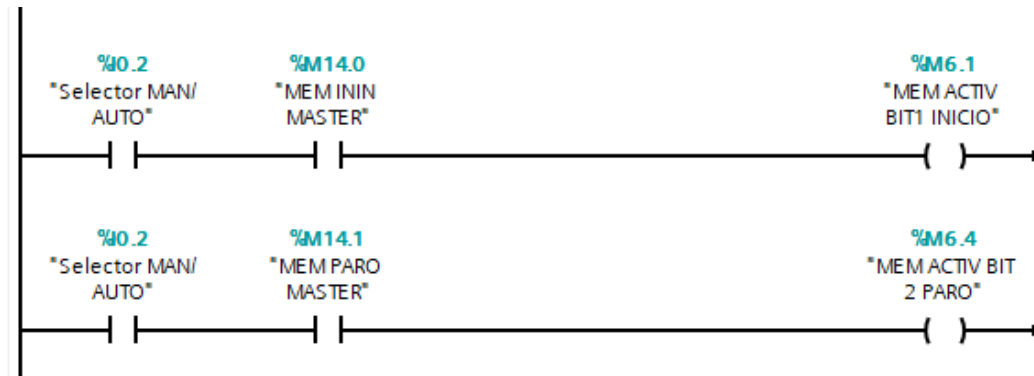 %I0.2
"Selector MAN/
AUTO"
%M14.0
"MEM ININ
MASTER"
%M6.1
"MEM ACTIV
BIT1 INICIO"
%I0.2
"Selector MAN/
AUTO"
%M14.1
"MEM PARO
MASTER"
%M6.4
"MEM ACTIV BIT
2 PARO"